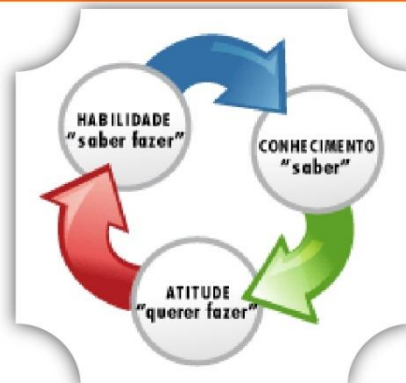 HABILIDADE
"saber fazer"
CONHECIMENTO
"saber"
ATITUDE
"querer fazer"